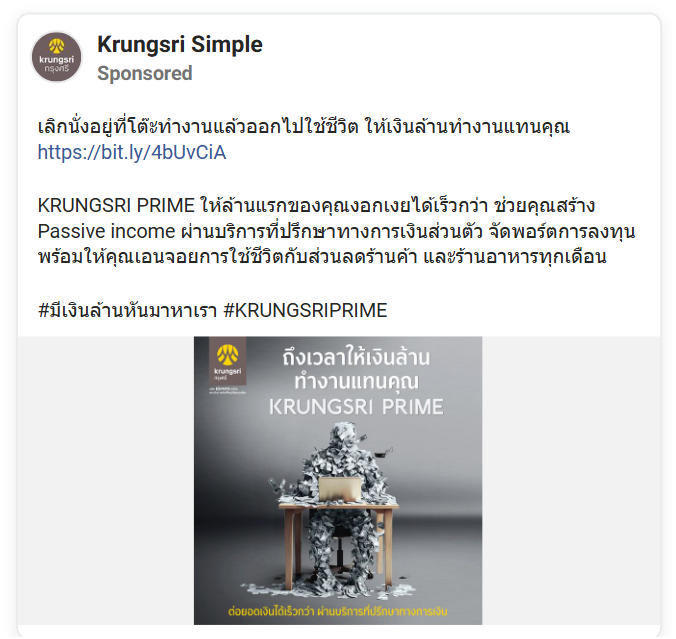 krungsri
กรุงศรี
Krungsri Simple
Sponsored
เลิกนั่งอยู่ที่โต๊ะทำงานแล้วออกไปใช้ชีวิต ให้เงินล้านทำงานแทนคุณ
https://bit.ly/4bUvCiA
KRUNGSRI PRIME ให้ล้านแรกของคุณงอกเงยได้เร็วกว่า ช่วยคุณสร้าง
Passive income ผ่านบริการที่ปรึกษาทางการเงินส่วนตัว จัดพอร์ตการลงทุน
พร้อมให้คุณเอนจอยการใช้ชีวิตกับส่วนลดร้านค้า และร้านอาหารทุกเดือน
#มีเงินล้านหันมาหาเรา #KRUNGSRIPRIME
krungsri
กรุงศรี
ถึงเวลาให้เงินล้าน
ทำงานแทนคุณ
KRUNGSRI PRIME
ต่อยอดเงินได้เร็วกว่า ผ่านบริการที่ปรึกษาทางการเงิน